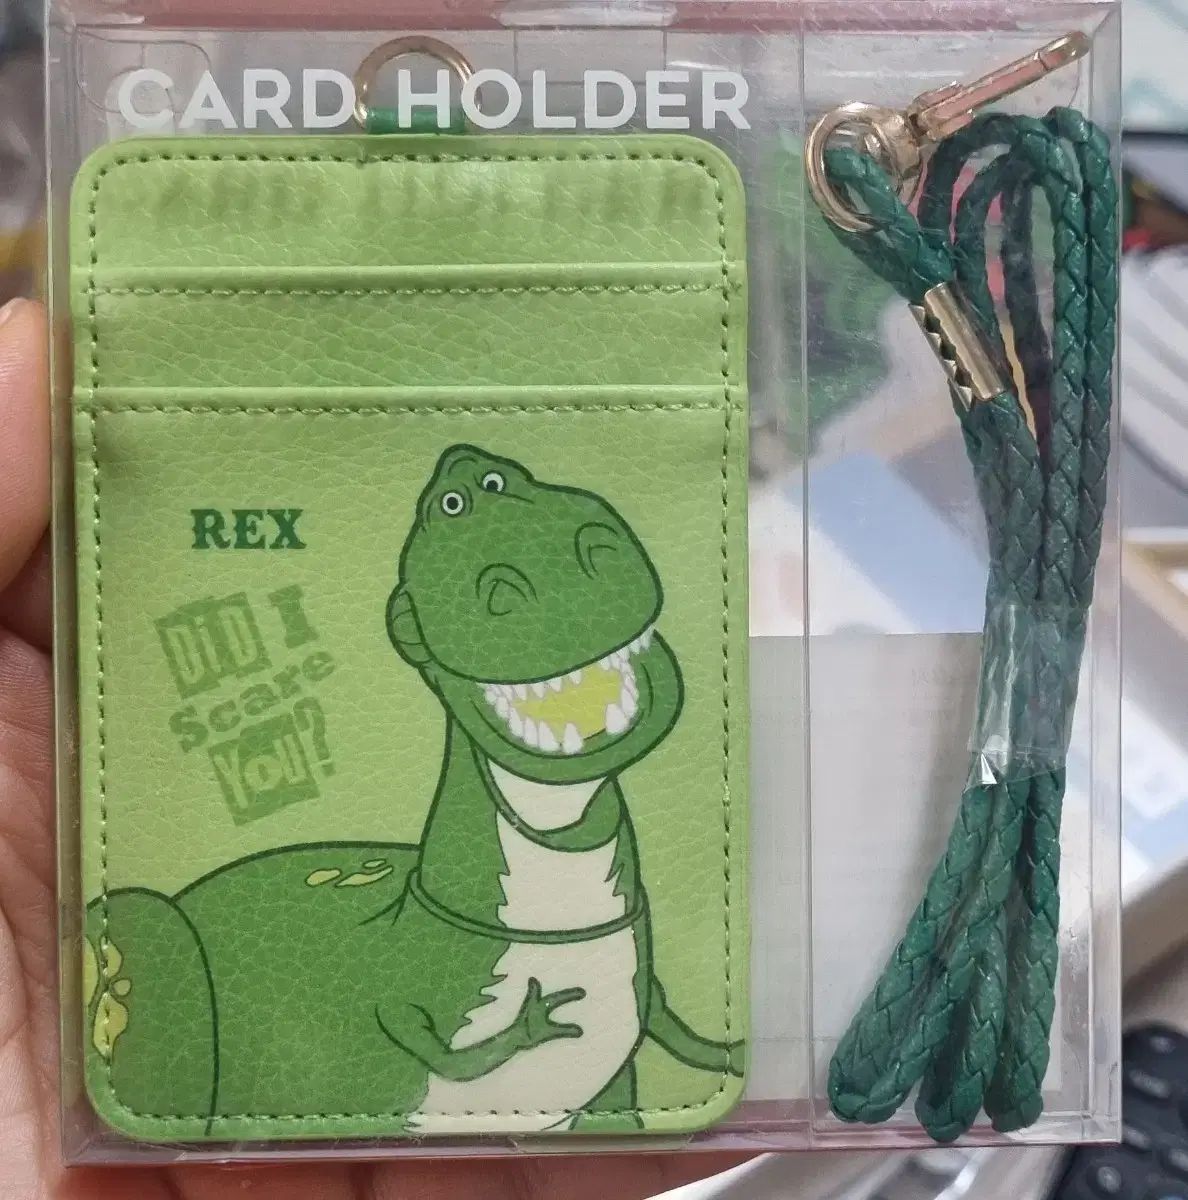 CARD HOLDER
REX
DiD I
Scare
You?